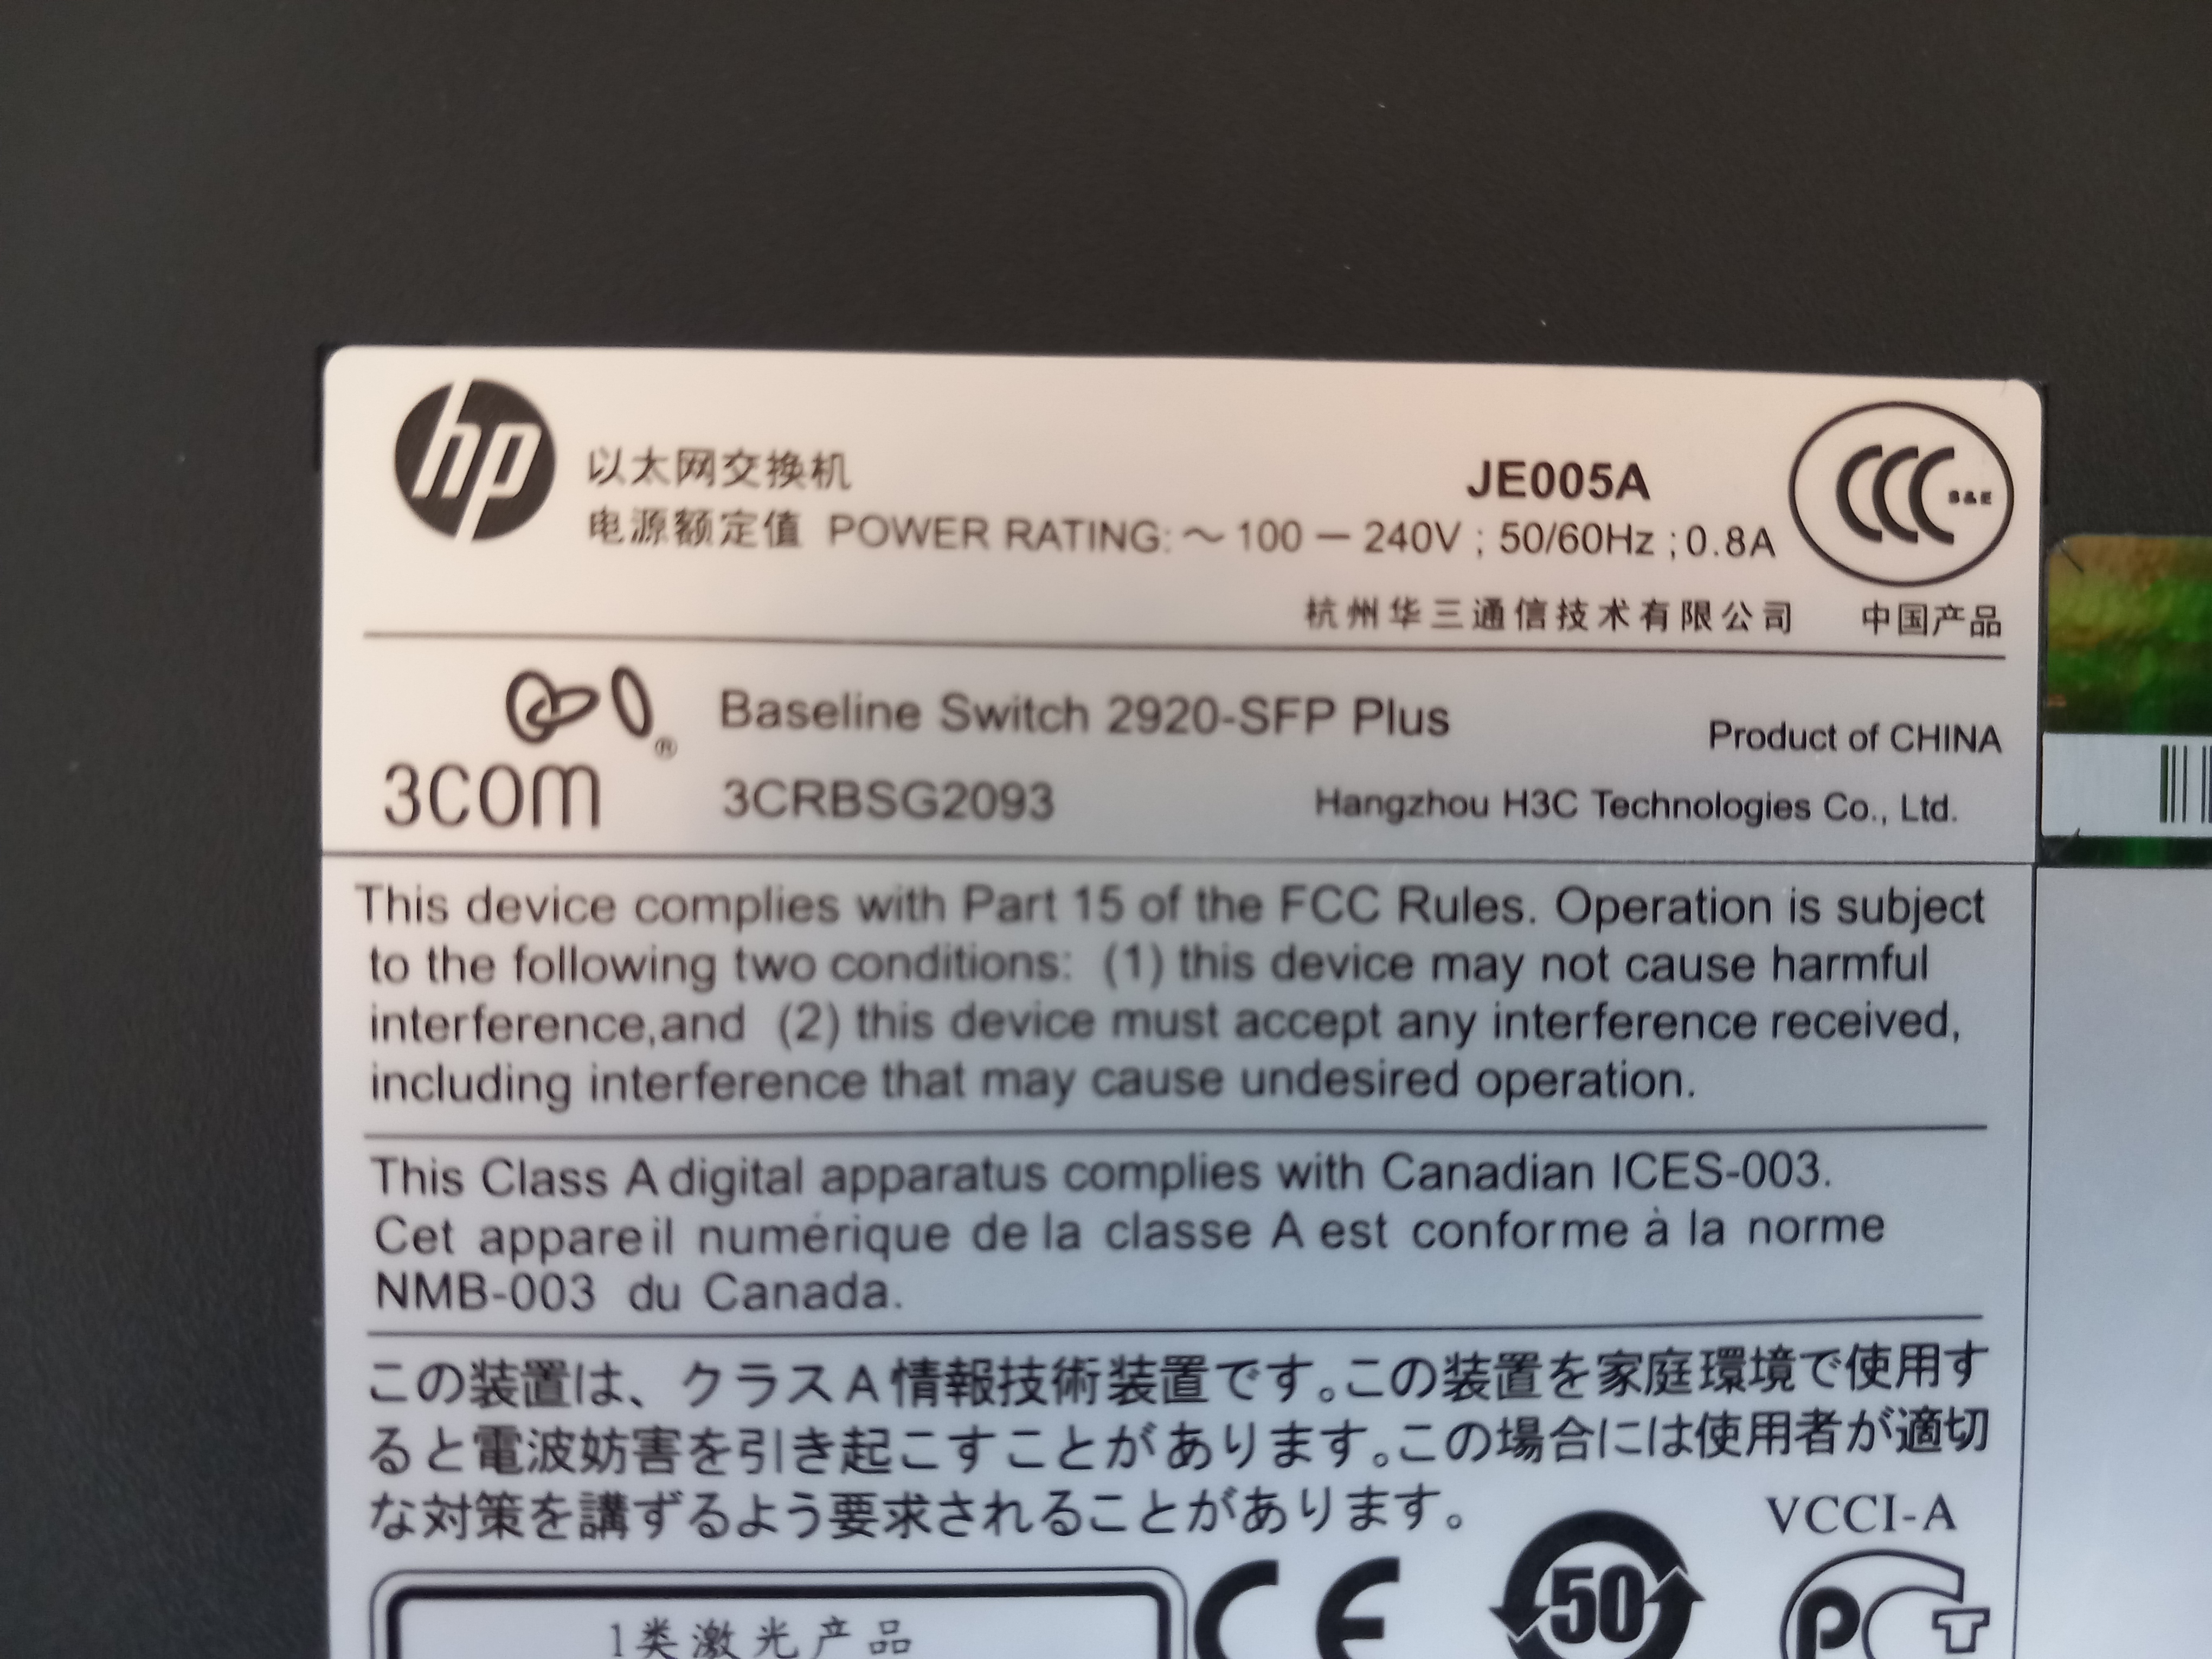 hp
以太网交换机
JE005A
电源额定值 POWER RATING: ～ 100 — 240V ; 50/60Hz ; 0.8A
CCC S&E
杭州华三通信技术有限公司 中国产品
3COM ®
Baseline Switch 2920-SFP Plus
Product of CHINA
3CRBSG2093
Hangzhou H3C Technologies Co., Ltd.
This device complies with Part 15 of the FCC Rules. Operation is subject
to the following two conditions: (1) this device may not cause harmful
interference,and (2) this device must accept any interference received,
including interference that may cause undesired operation.
This Class A digital apparatus complies with Canadian ICES-003.
Cet appareil numérique de la classe A est conforme à la norme
NMB-003 du Canada.
この装置は、クラスA情報技術装置です。この装置を家庭環境で使用す
ると電波妨害を引き起こすことがあります。この場合には使用者が適切
な対策を講ずるよう要求されることがあります。
VCCI-A
1类激光产品
CE
50
PCT